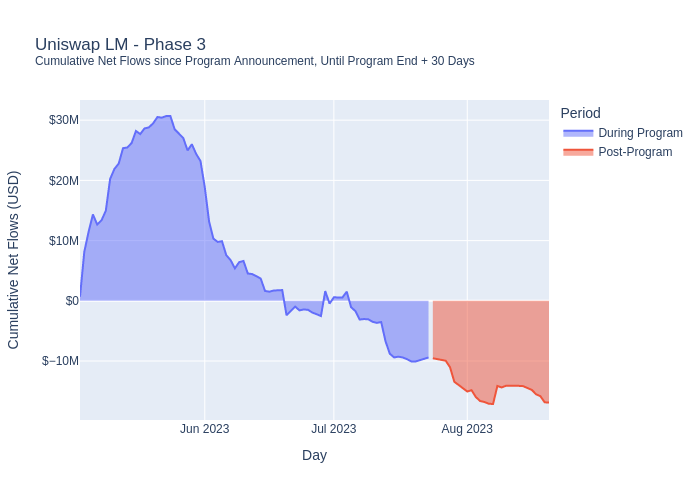 Uniswap LM - Phase 3
Cumulative Net Flows since Program Announcement, Until Program End + 30 Days
Period
During Program
Post-Program
Cumulative Net Flows (USD)
$30M
$20M
$10M
$0
$−10M
Jun 2023
Jul 2023
Aug 2023
Day